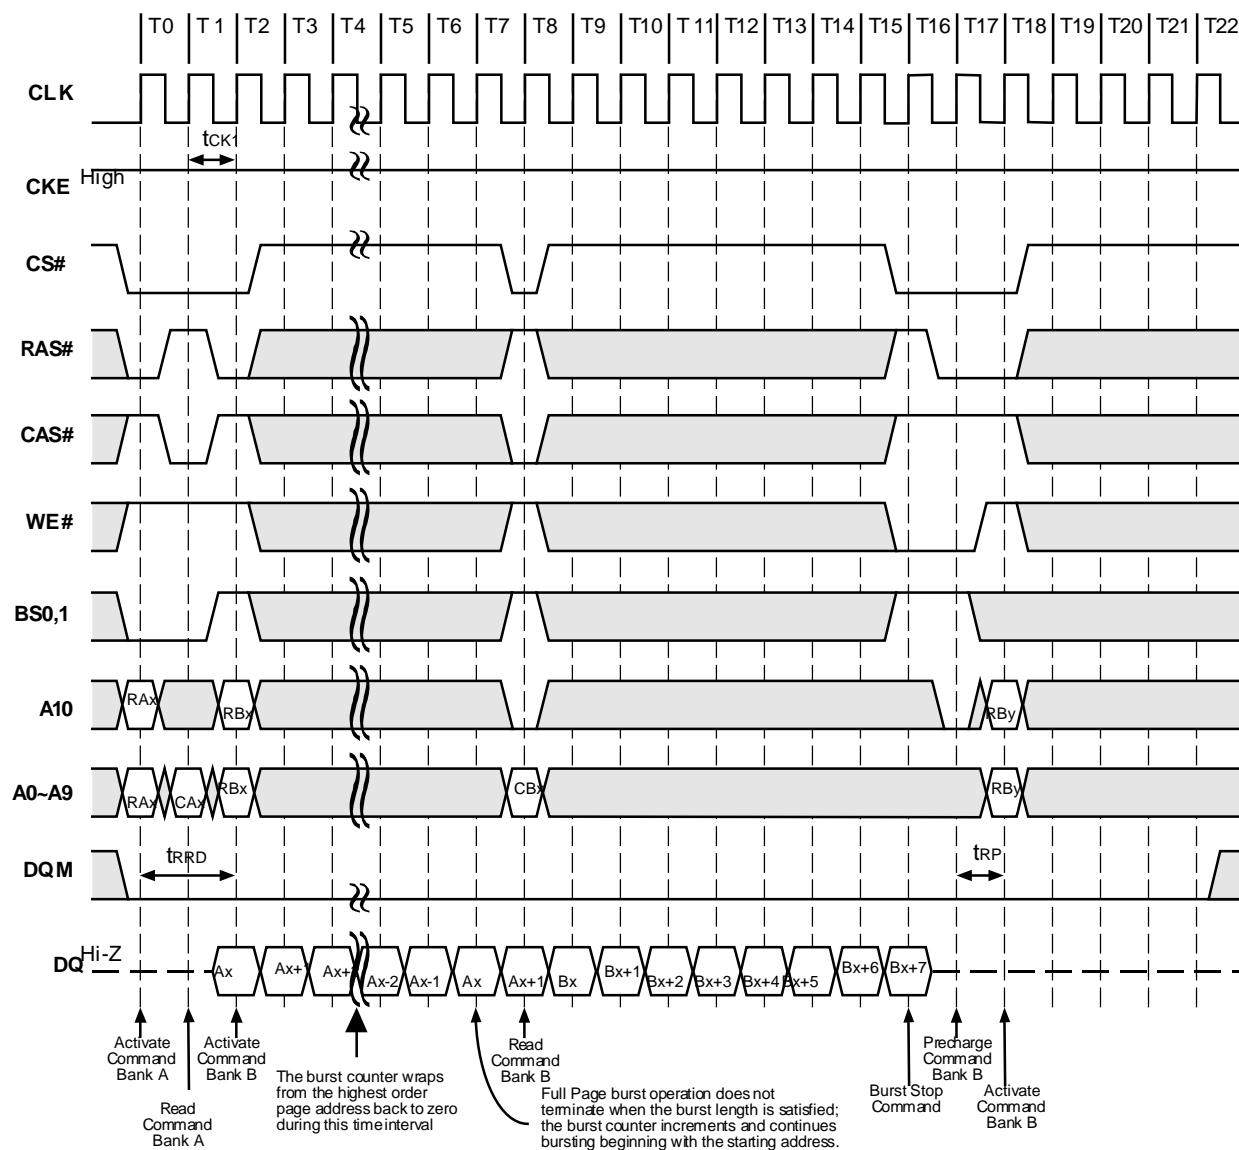 T0 T1 T2 T3 T4 T5 T6 T7 T8 T9 T10 T11 T12 T13 T14 T15 T16 T17 T18 T19 T20 T21 T22
CLK
tCK1
High
CKE
CS#
RAS#
CAS#
WE#
BS0,1
A10
RAx RBx RBy
A0~A9
RAx CAx RBx CBx RBy
DQM
tRRD
tRP
Hi-Z
DQ
Ax Ax+1 Ax-2 Ax-1 Ax Ax+1 Bx Bx+1 Bx+2 Bx+3 Bx+4 Bx+5 Bx+6 Bx+7
Activate
Command
Bank A
Read
Command
Bank A
Activate
Command
Bank B
The burst counter wraps
from the highest order
page address back to zero
during this time interval
Read
Command
Bank B
Full Page burst operation does not
terminate when the burst length is satisfied;
the burst counter increments and continues
bursting beginning with the starting address.
Burst Stop
Command
Precharge
Command
Bank B
Activate
Command
Bank B